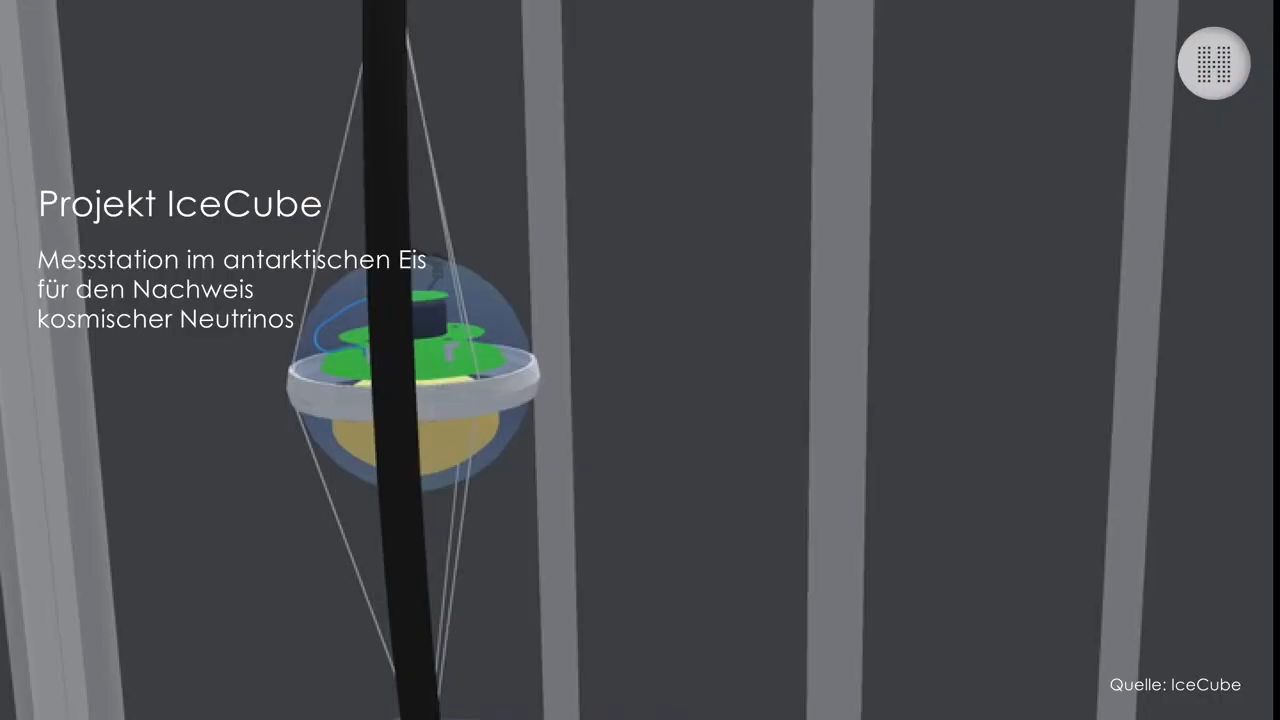 Projekt IceCube
Messstation im antarktischen Eis
für den Nachweis
kosmischer Neutrinos
Quelle: IceCube